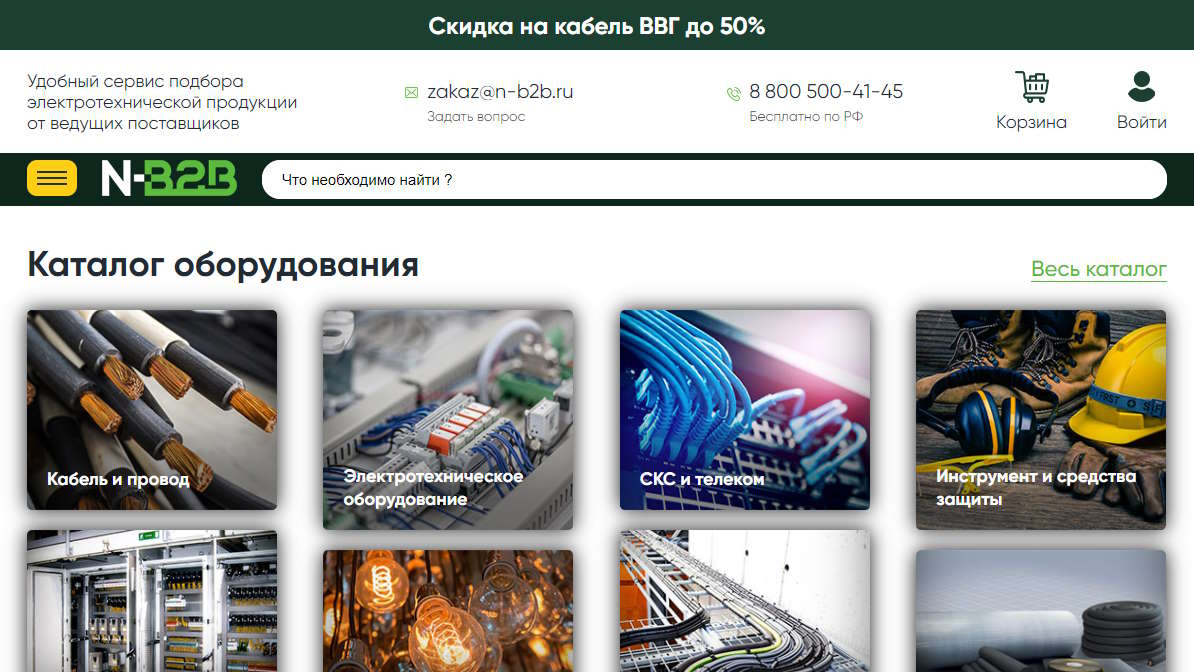 Скидка на кабель ВВГ до 50%
Удобный сервис подбора
электротехнической продукции
от ведущих поставщиков
zakaz@n-b2b.ru
Задать вопрос
8 800 500-41-45
Бесплатно по РФ
Корзина
Войти
N-B2B
Что необходимо найти ?
Каталог оборудования
Весь каталог
Кабель и провод
Электротехническое
оборудование
СКС и телеком
Инструмент и средства
защиты